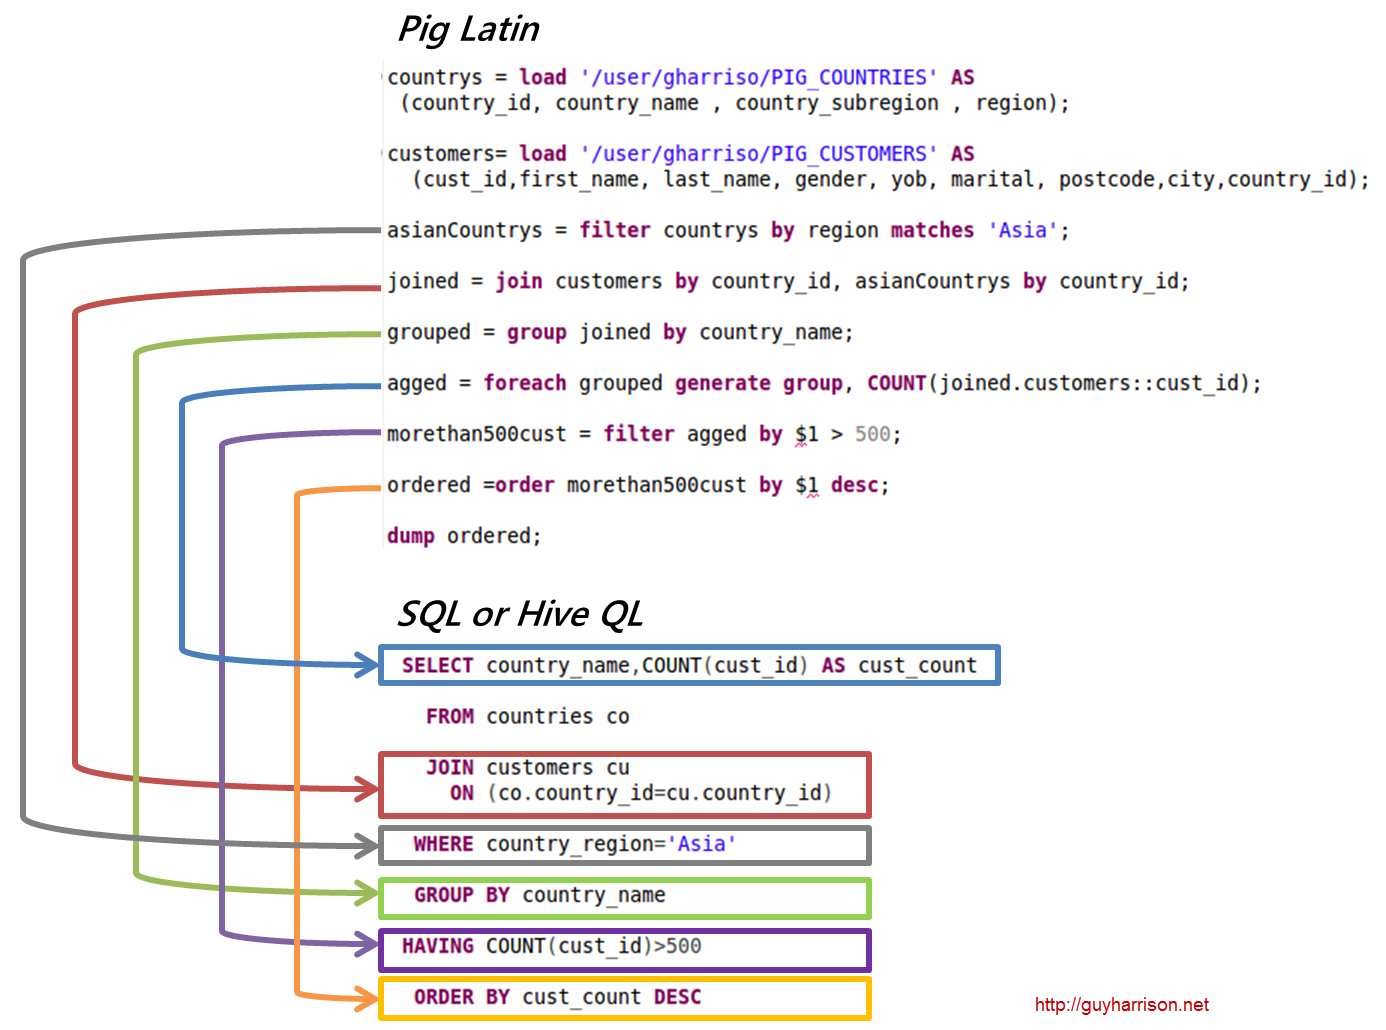 Pig Latin
countrys = load '/user/gharriso/PIG_COUNTRIES' AS
(country_id, country_name , country_subregion , region);
customers= load '/user/gharriso/PIG_CUSTOMERS' AS
(cust_id,first_name, last_name, gender, yob, marital, postcode,city,country_id);
asianCountrys = filter countrys by region matches 'Asia';
joined = join customers by country_id, asianCountrys by country_id;
grouped = group joined by country_name;
agged = foreach grouped generate group, COUNT(joined.customers::cust_id);
morethan500cust = filter agged by $1 > 500;
ordered =order morethan500cust by $1 desc;
dump ordered;
SQL or Hive QL
SELECT country_name,COUNT(cust_id) AS cust_count
FROM countries co
JOIN customers cu
ON (co.country_id=cu.country_id)
WHERE country_region='Asia'
GROUP BY country_name
HAVING COUNT(cust_id)>500
ORDER BY cust_count DESC
http://guyharrison.net